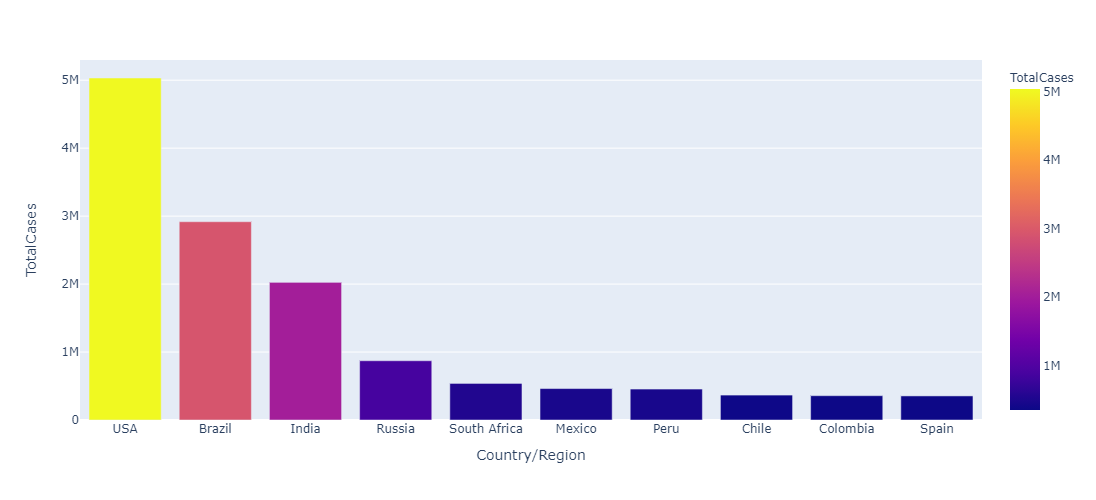 TotalCases
5M
4M
3M
2M
1M
0
USA Brazil India Russia South Africa Mexico Peru Chile Colombia Spain
Country/Region
TotalCases
5M
4M
3M
2M
1M